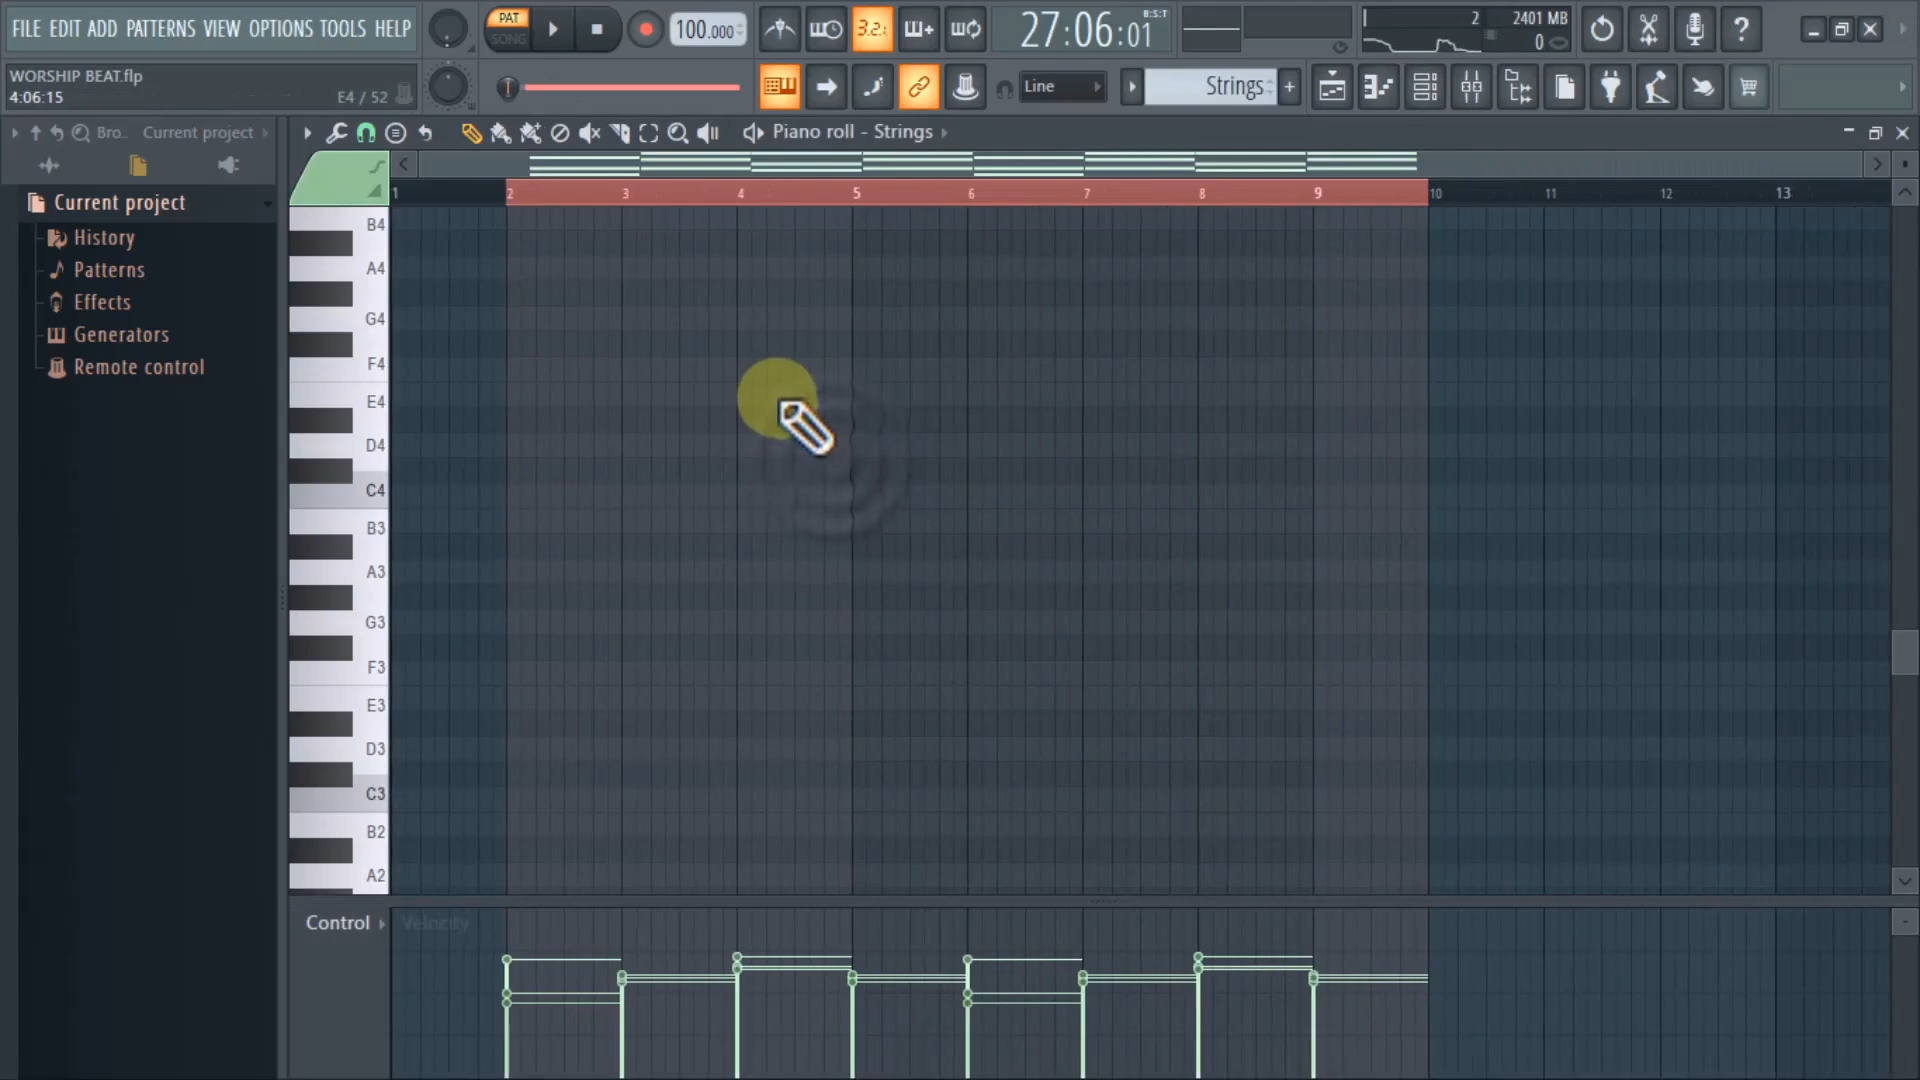 FILE EDIT ADD PATTERNS VIEW OPTIONS TOOLS HELP
PAT
SONG
100.000
3.2.
27:06:01
B:S:T
2
2401 MB
0
?
WORSHIP BEAT.flp
4:06:15
E4 / 52
Line
Strings
+
Bro..
Current project
Piano roll - Strings
Current project
History
Patterns
Effects
Generators
Remote control
1 2 3 4 5 6 7 8 9 10 11 12 13
B4
A4
G4
F4
E4
D4
C4
B3
A3
G3
F3
E3
D3
C3
B2
A2
Control
Velocity